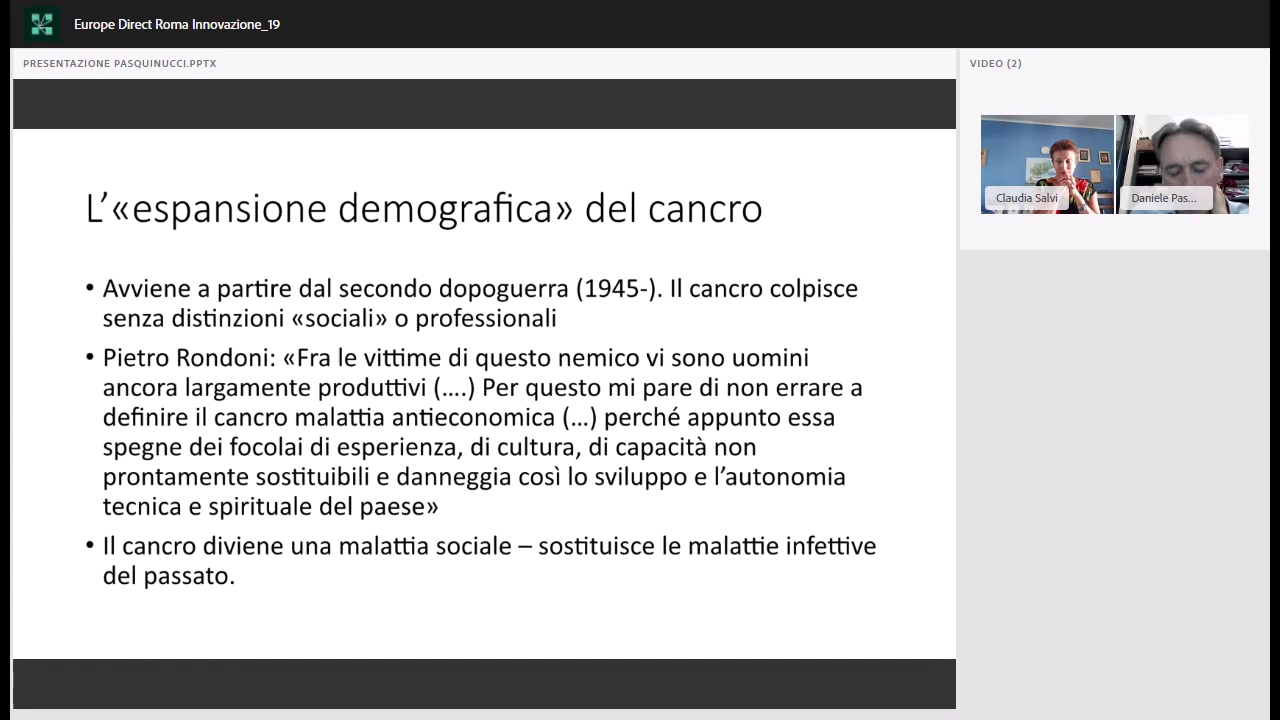 Europe Direct Roma Innovazione_19
PRESENTAZIONE PASQUINUCCI.PPTX
VIDEO (2)
Claudia Salvi
Daniele Pas...
L’«espansione demografica» del cancro
• Avviene a partire dal secondo dopoguerra (1945-). Il cancro colpisce
senza distinzioni «sociali» o professionali
• Pietro Rondoni: «Fra le vittime di questo nemico vi sono uomini
ancora largamente produttivi (….) Per questo mi pare di non errare a
definire il cancro malattia antieconomica (…) perché appunto essa
spegne dei focolai di esperienza, di cultura, di capacità non
prontamente sostituibili e danneggia così lo sviluppo e l’autonomia
tecnica e spirituale del paese»
• Il cancro diviene una malattia sociale – sostituisce le malattie infettive
del passato.